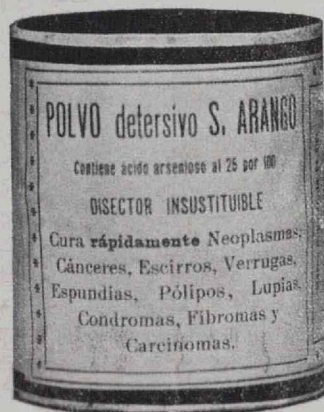 POLVO detersivo S. ARANGO
Contiene ácido arsenioso al 25 por 100
DISECTOR INSUSTITUIBLE
Cura rápidamente Neoplasmas,
Cánceres, Escirros, Verrugas,
Espundias, Pólipos, Lupias,
Condromas, Fibromas y
Carcinomas.